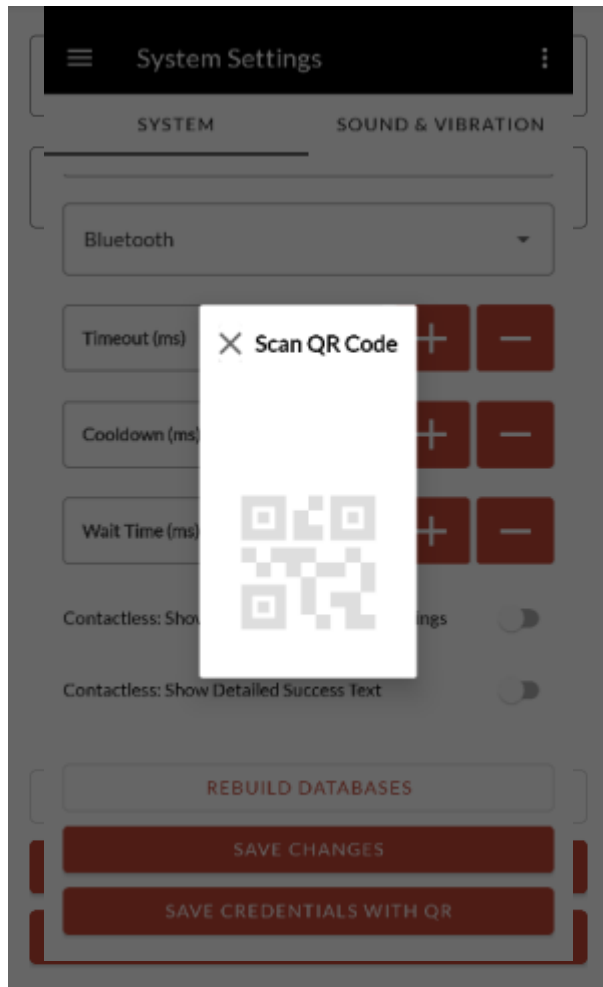 System Settings
SYSTEM
SOUND & VIBRATION
Bluetooth
Timeout (ms)
Scan QR Code
Cooldown (ms)
Wait Time (ms)
Contactless: Show
Contactless: Show Detailed Success Text
REBUILD DATABASES
SAVE CHANGES
SAVE CREDENTIALS WITH QR